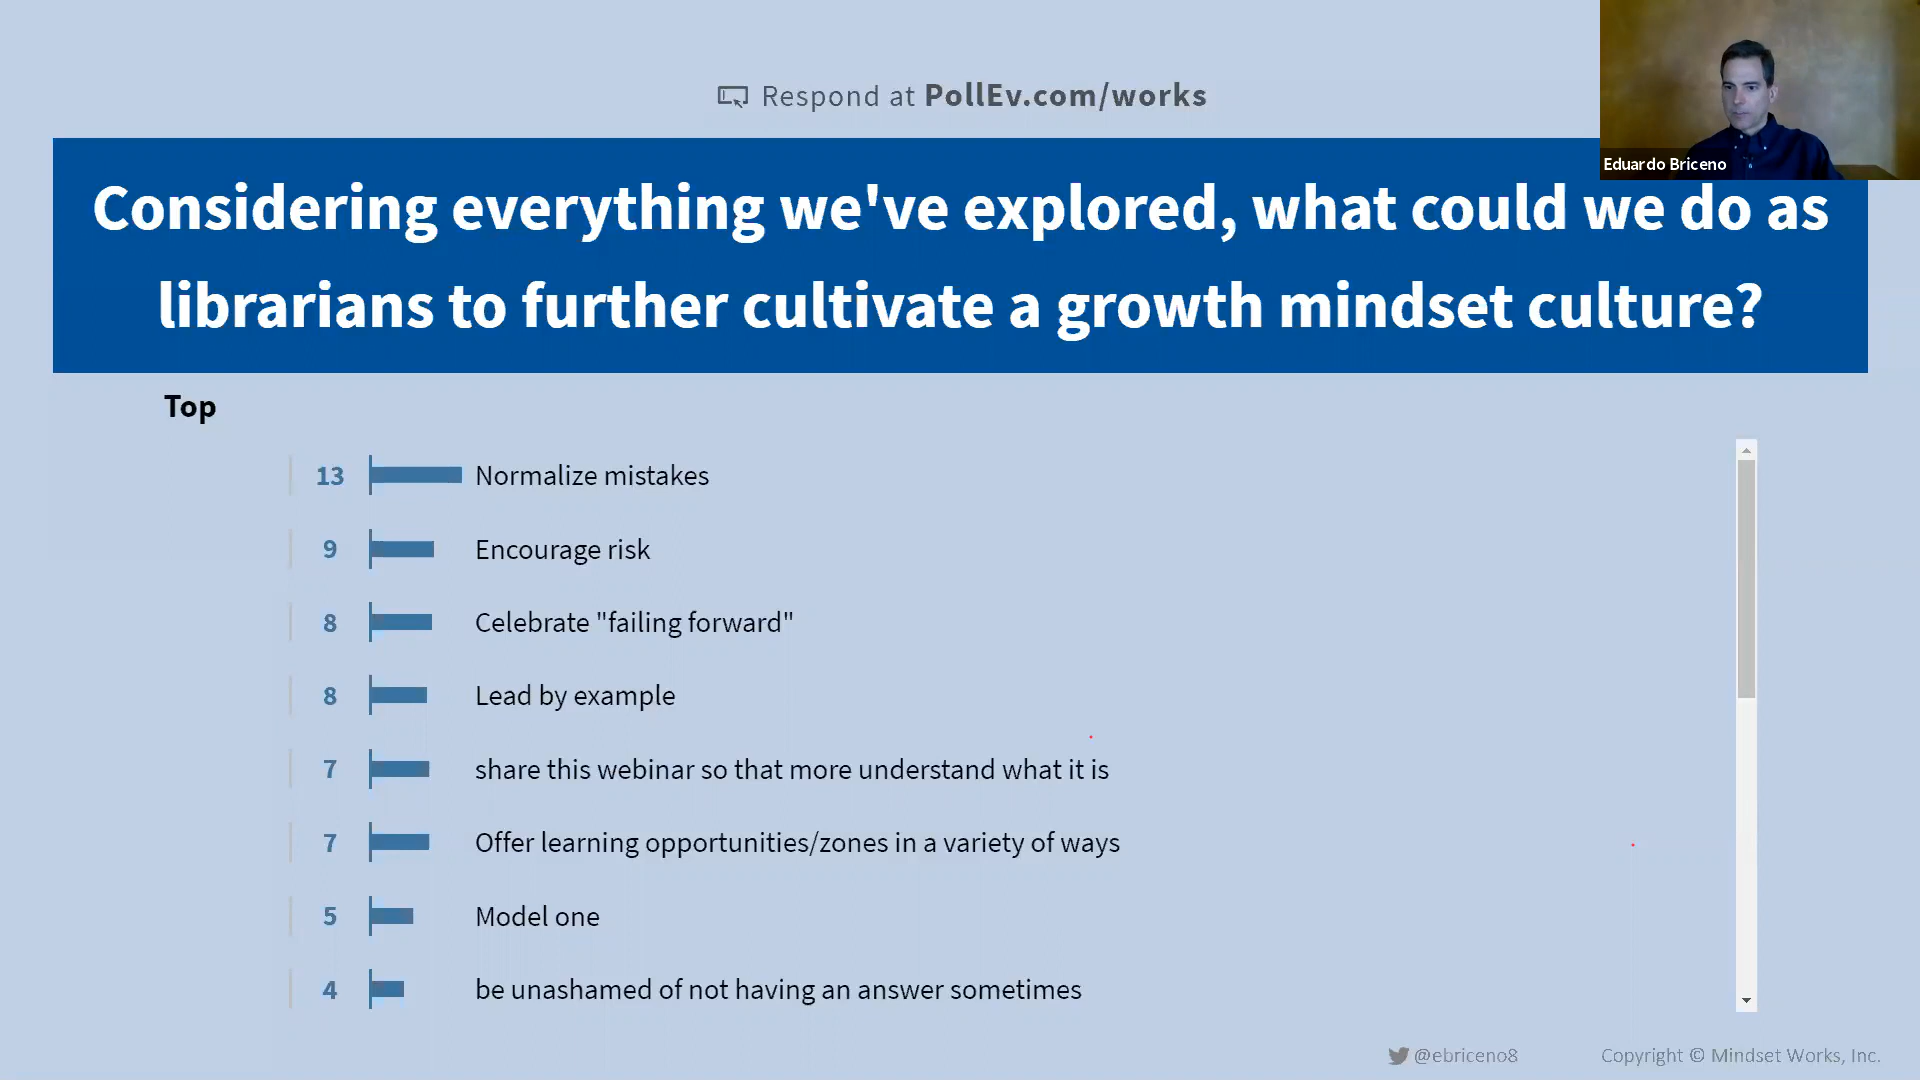 Respond at PollEv.com/works
Eduardo Briceno
Considering everything we've explored, what could we do as
librarians to further cultivate a growth mindset culture?
Top
13 Normalize mistakes
9 Encourage risk
8 Celebrate "failing forward"
8 Lead by example
7 share this webinar so that more understand what it is
7 Offer learning opportunities/zones in a variety of ways
5 Model one
4 be unashamed of not having an answer sometimes
@ebriceno8 Copyright © Mindset Works, Inc.